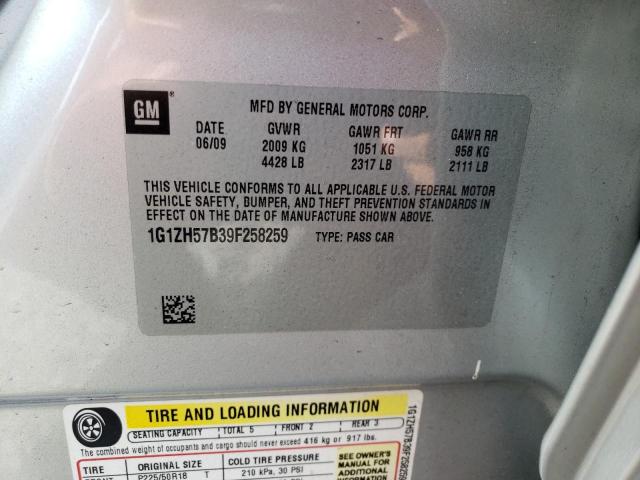 GM®
MFD BY GENERAL MOTORS CORP.
DATE GVWR GAWR FRT GAWR RR
06/09 2009 KG 1051 KG 958 KG
4428 LB 2317 LB 2111 LB
THIS VEHICLE CONFORMS TO ALL APPLICABLE U.S. FEDERAL MOTOR
VEHICLE SAFETY, BUMPER, AND THEFT PREVENTION STANDARDS IN
EFFECT ON THE DATE OF MANUFACTURE SHOWN ABOVE.
1G1ZH57B39F258259 TYPE: PASS CAR
TIRE AND LOADING INFORMATION
SEATING CAPACITY TOTAL 5 FRONT 2 REAR 3
The combined weight of occupants and cargo should never exceed 416 kg or 917 lbs.
TIRE ORIGINAL SIZE COLD TIRE PRESSURE
SEE OWNER'S
MANUAL FOR
ADDITIONAL
FRONT P225/50R18 T 210 kPa, 30 PSI
1G1ZH57B39F258259